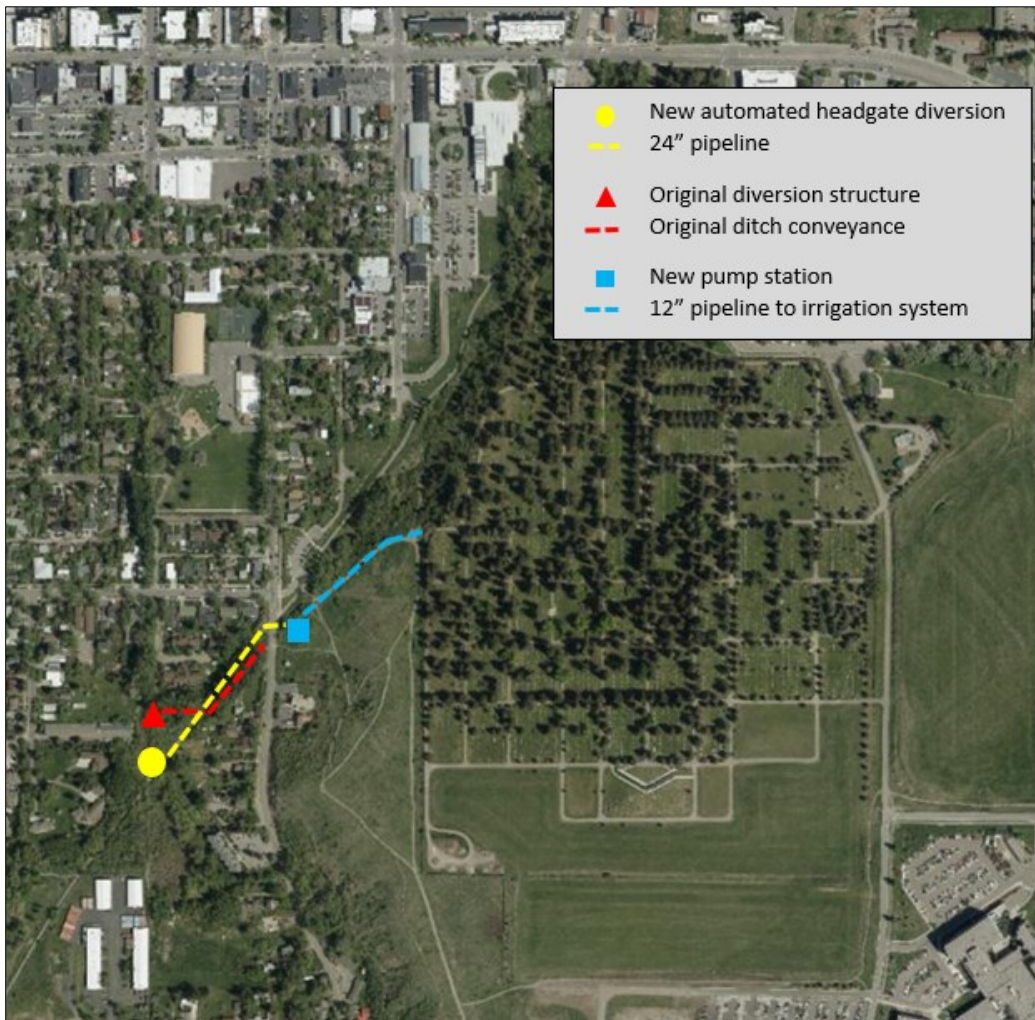 New automated headgate diversion
24” pipeline
Original diversion structure
Original ditch conveyance
New pump station
12” pipeline to irrigation system